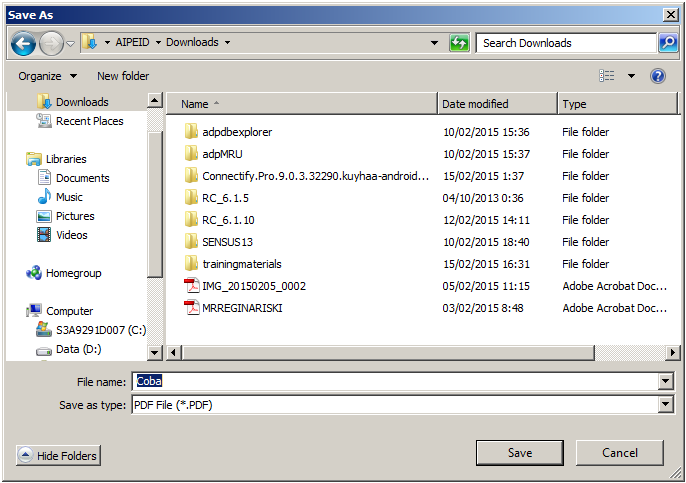 Save As
AIPEID Downloads
Search Downloads
Organize
New folder
Name
Date modified
Type
Downloads
Recent Places
Libraries
Documents
Music
Pictures
Videos
Homegroup
Computer
S3A9291D007 (C:)
Data (D:)
adpdbexplorer 10/02/2015 15:36 File folder
adpMRU 10/02/2015 15:37 File folder
Connectify.Pro.9.0.3.32290.kuyhaa-android... 15/02/2015 1:37 File folder
RC_6.1.5 04/10/2013 0:36 File folder
RC_6.1.10 12/02/2015 14:11 File folder
SENSUS13 10/02/2015 18:40 File folder
trainingmaterials 15/02/2015 16:31 File folder
IMG_20150205_0002 05/02/2015 11:15 Adobe Acrobat Doc...
MRREGINARISKI 03/02/2015 8:48 Adobe Acrobat Doc...
File name: Coba
Save as type: PDF File (*.PDF)
Hide Folders
Save
Cancel